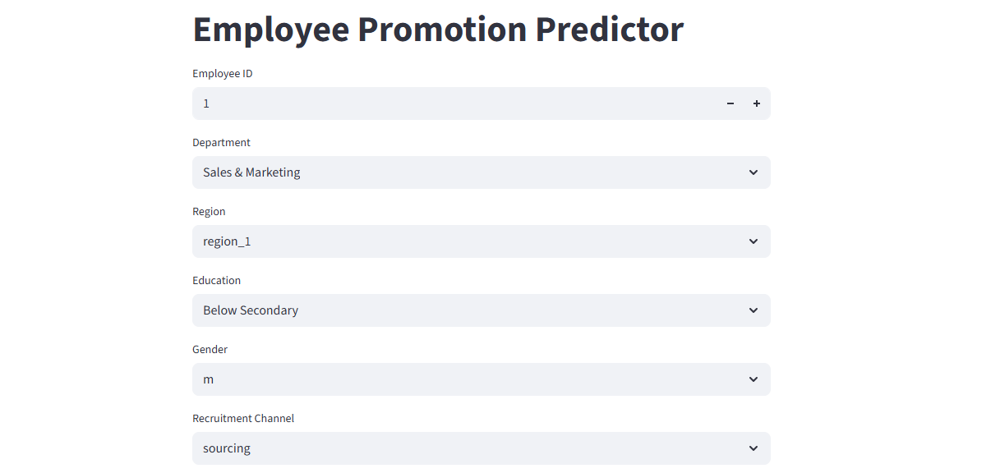 Employee Promotion Predictor
Employee ID
1
Department
Sales & Marketing
Region
region_1
Education
Below Secondary
Gender
m
Recruitment Channel
sourcing